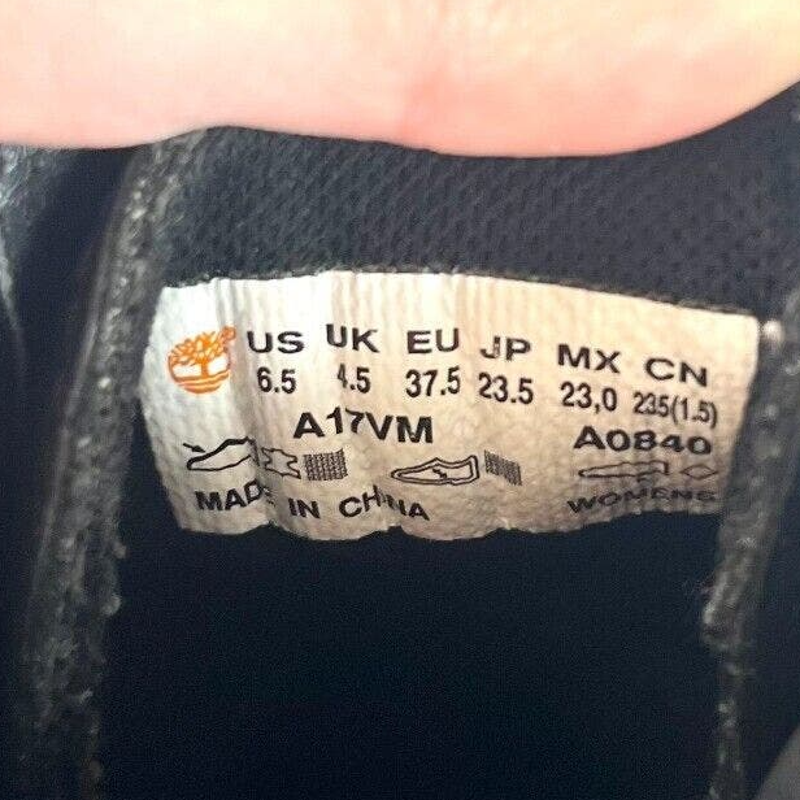 US UK EU JP MX CN
6.5 4.5 37.5 23.5 23,0 235(1.5)
A17VM A0840
MADE IN CHINA WOMENS